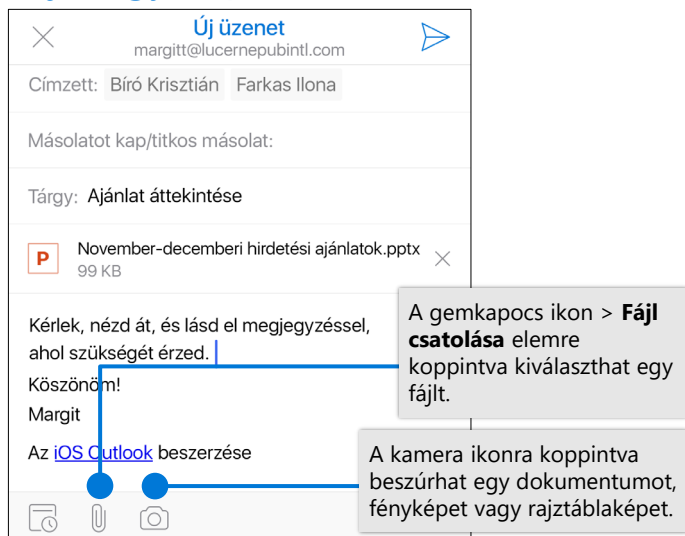 Új üzenet
margitt@lucernepubintl.com
Címzett: Bíró Krisztián Farkas Ilona
Másolatot kap/titkos másolat:
Tárgy: Ajánlat áttekintése
P November-decemberi hirdetési ajánlatok.pptx
99 KB
Kérlek, nézd át, és lásd el megjegyzéssel,
ahol szükségét érzed.
Köszönöm!
Margit
Az iOS Outlook beszerzése
A gemkapocs ikon > Fájl
csatolása elemre
koppintva kiválaszthat egy
fájlt.
A kamera ikonra koppintva
beszúrhat egy dokumentumot,
fényképet vagy rajztáblaképet.